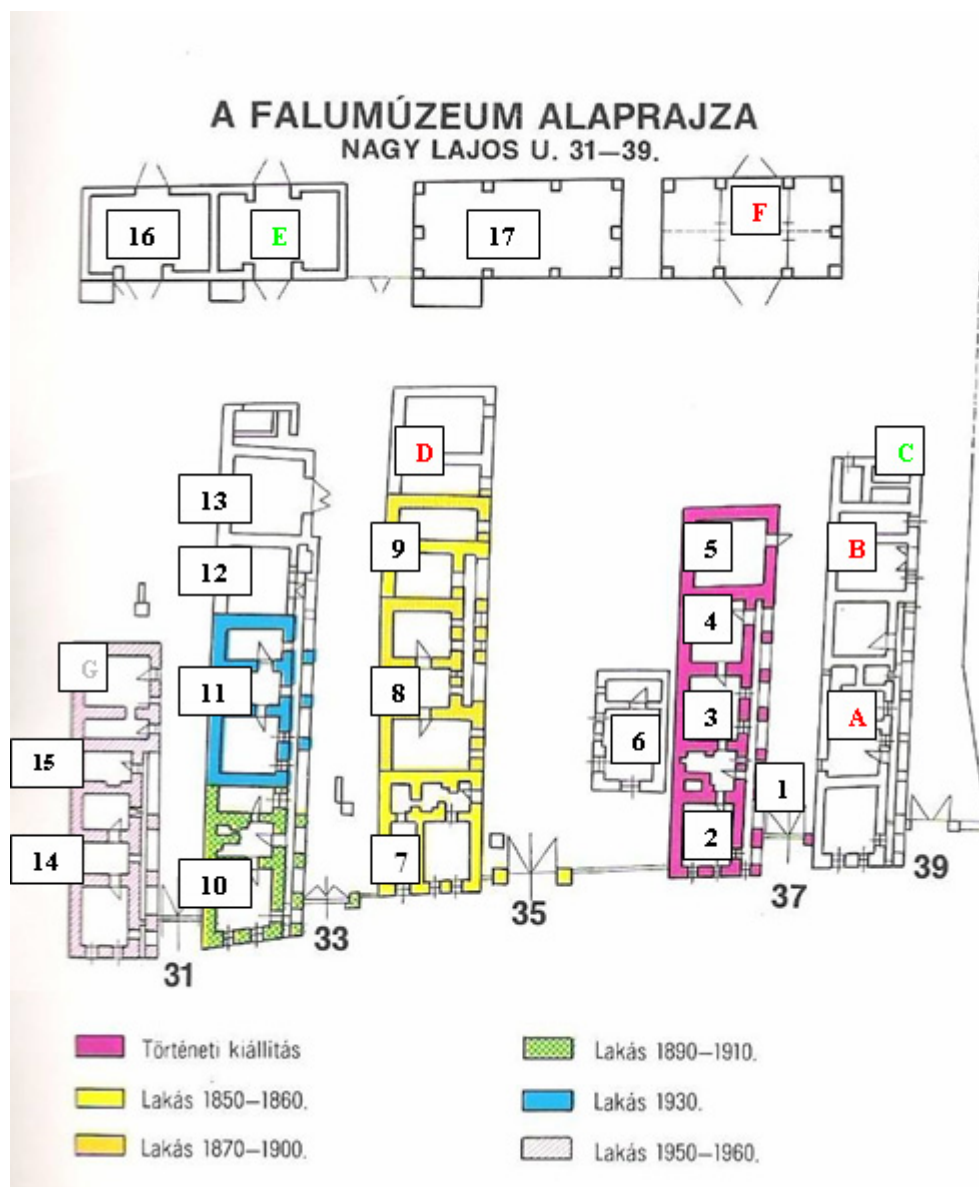 A FALUMÚZEUM ALAPRAJZA
NAGY LAJOS U. 31—39.
16 E 17 F
D C
13 9 5 B
12 4
G 11 8 3 A
15 6 1
14 10 7 2
31 33 35 37 39
Történeti kiállítás
Lakás 1850—1860.
Lakás 1870—1900.
Lakás 1890—1910.
Lakás 1930.
Lakás 1950—1960.